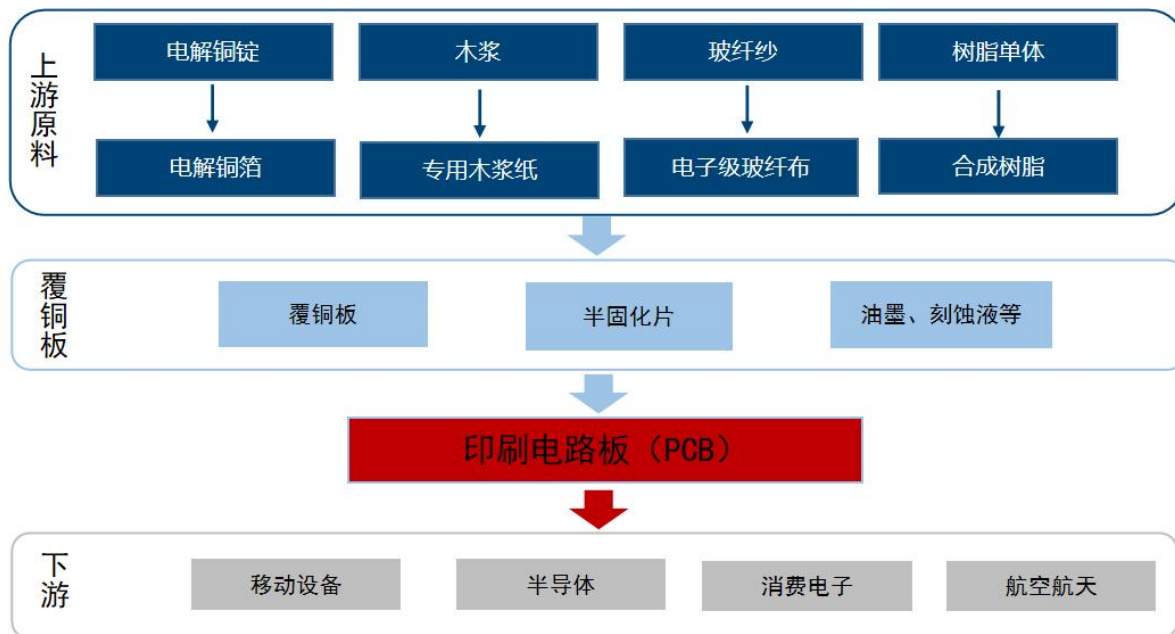 上游原料
电解铜锭
木浆
玻纤纱
树脂单体
电解铜箔
专用木浆纸
电子级玻纤布
合成树脂
覆铜板
覆铜板
半固化片
油墨、刻蚀液等
印刷电路板（PCB）
下游
移动设备
半导体
消费电子
航空航天